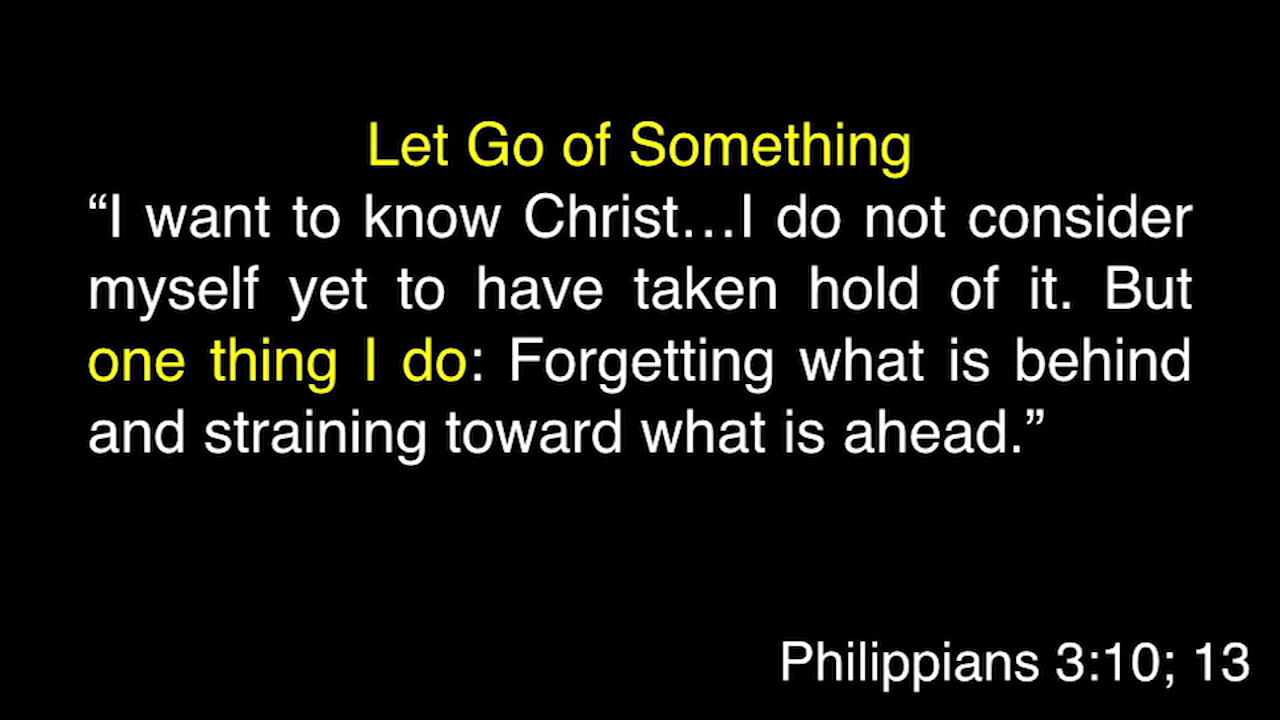 Let Go of Something
“I want to know Christ…I do not consider
myself yet to have taken hold of it. But
one thing I do: Forgetting what is behind
and straining toward what is ahead.”
Philippians 3:10; 13